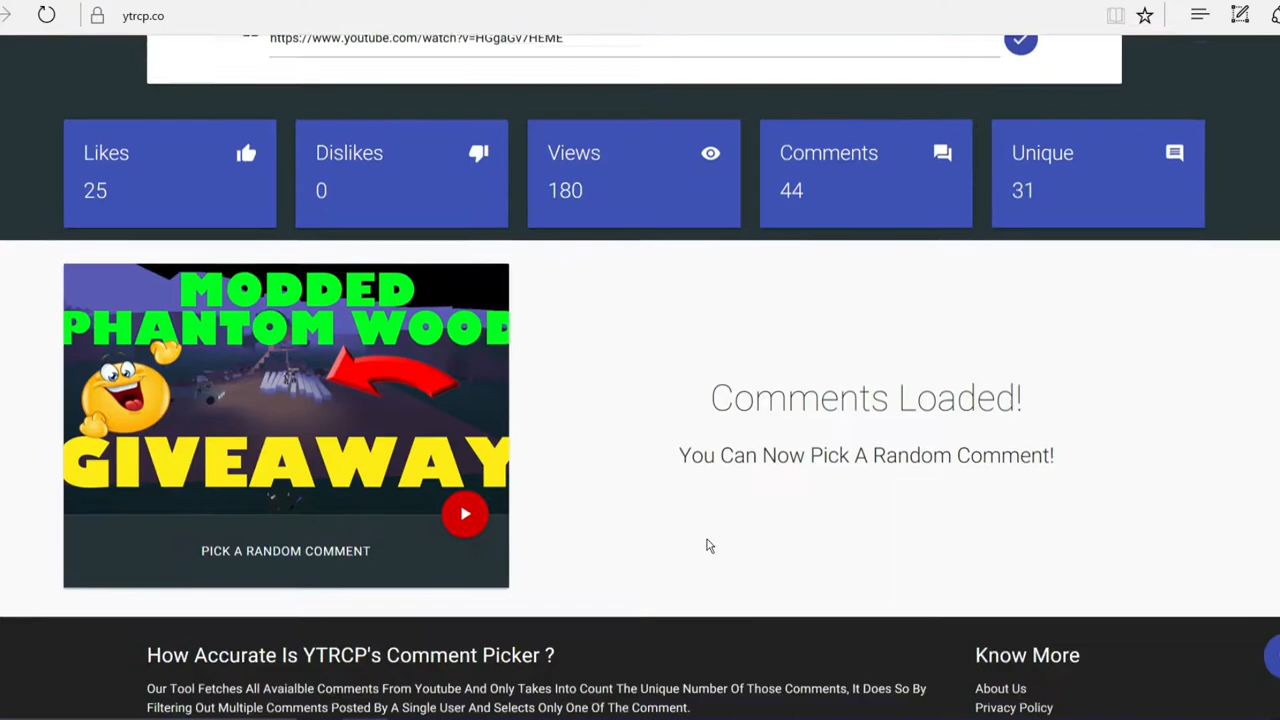 ytrcp.co
https://www.youtube.com/watch?v=HGgaGv7HEME
Likes
25
Dislikes
0
Views
180
Comments
44
Unique
31
MODDED
PHANTOM WOOD
GIVEAWAY
PICK A RANDOM COMMENT
Comments Loaded!
You Can Now Pick A Random Comment!
How Accurate Is YTRCP's Comment Picker ?
Our Tool Fetches All Avaialble Comments From Youtube And Only Takes Into Count The Unique Number Of Those Comments, It Does So By
Filtering Out Multiple Comments Posted By A Single User And Selects Only One Of The Comment.
Know More
About Us
Privacy Policy